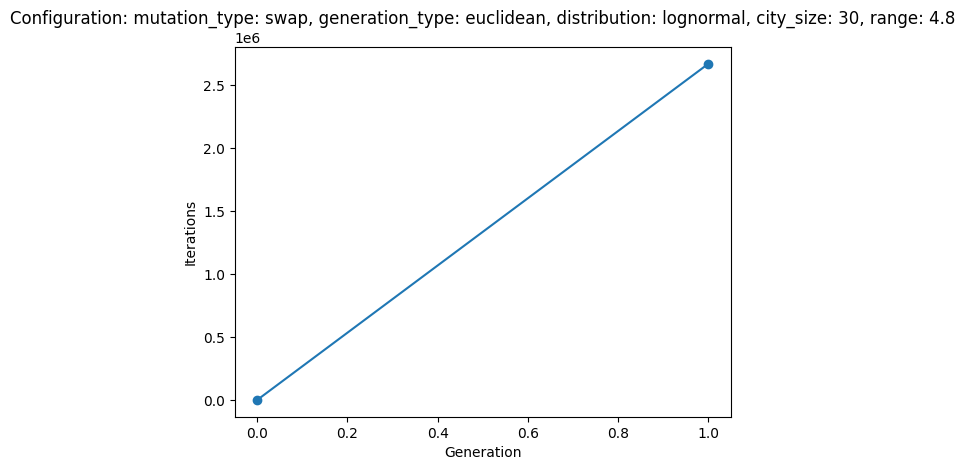 Configuration: mutation_type: swap, generation_type: euclidean, distribution: lognormal, city_size: 30, range: 4.8
1e6
2.5
2.0
1.5
1.0
0.5
0.0
Iterations
0.0 0.2 0.4 0.6 0.8 1.0
Generation